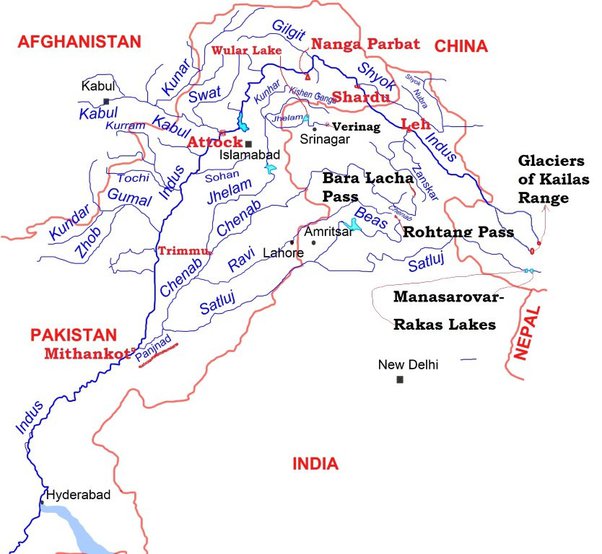 AFGHANISTAN
Gilgit
Wular Lake
Nanga Parbat
CHINA
Kunar
Shyok
Shyok
Nubra
Kabul
Swat
Kunhar
Kishen Ganga
Shardu
Kabul
Kurram
Kabul
Attock
Jhelam
Verinag
Leh
Islamabad
Srinagar
Indus
Glaciers
of Kailas
Range
Tochi
Indus
Sohan
Bara Lacha
Pass
Zanskar
Gumal
Jhelam
Kundar
Zhob
Chenab
Chenab
Beas
Rohtang Pass
Amritsar
Trimmu
Ravi
Lahore
Satluj
Chenab
Satluj
Manasarovar-
Rakas Lakes
PAKISTAN
Mithankot
Panjnad
NEPAL
New Delhi
Indus
INDIA
Hyderabad